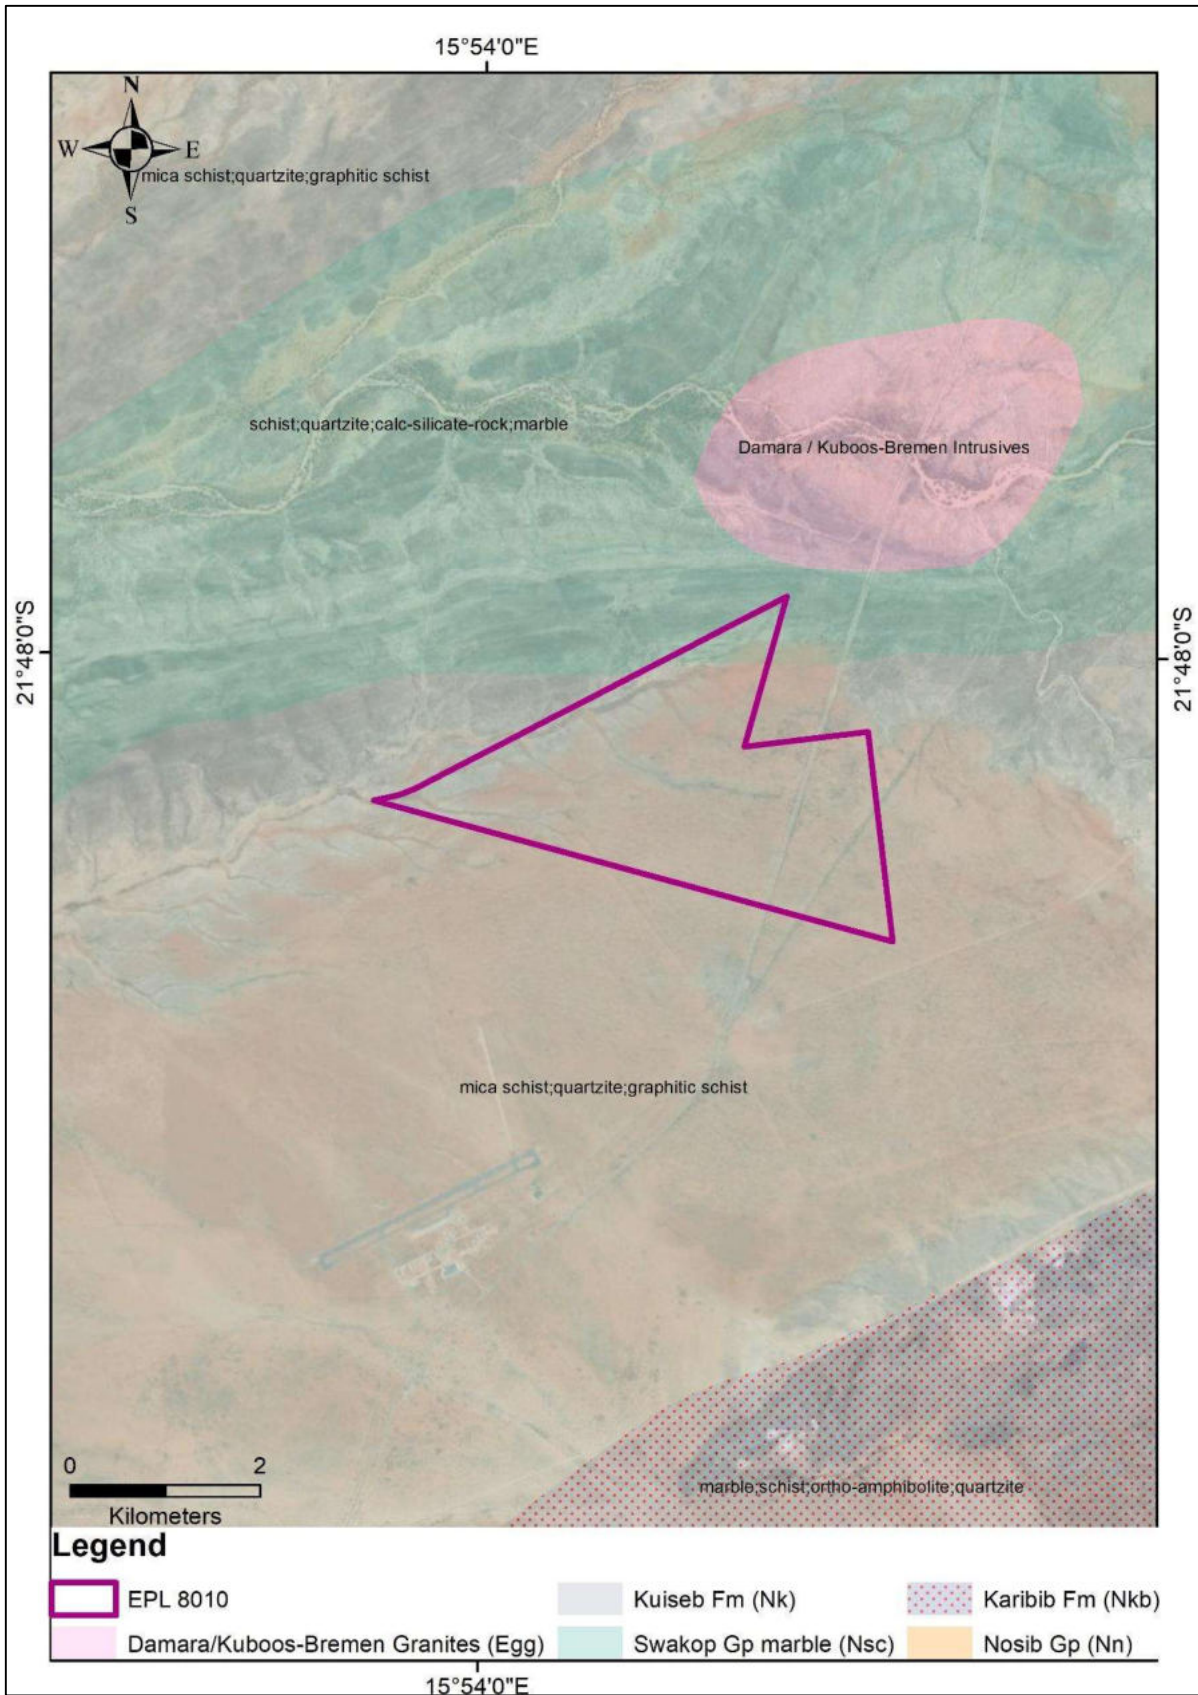 15°54'0"E
N
W E
S
mica schist;quartzite;graphitic schist
schist;quartzite;calc-silicate-rock;marble
Damara / Kuboos-Bremen Intrusives
21°48'0"S
21°48'0"S
mica schist;quartzite;graphitic schist
marble;schist;ortho-amphibolite;quartzite
0 2
Kilometers
Legend
EPL 8010
Kuiseb Fm (Nk)
Karibib Fm (Nkb)
Damara/Kuboos-Bremen Granites (Egg)
Swakop Gp marble (Nsc)
Nosib Gp (Nn)
15°54'0"E